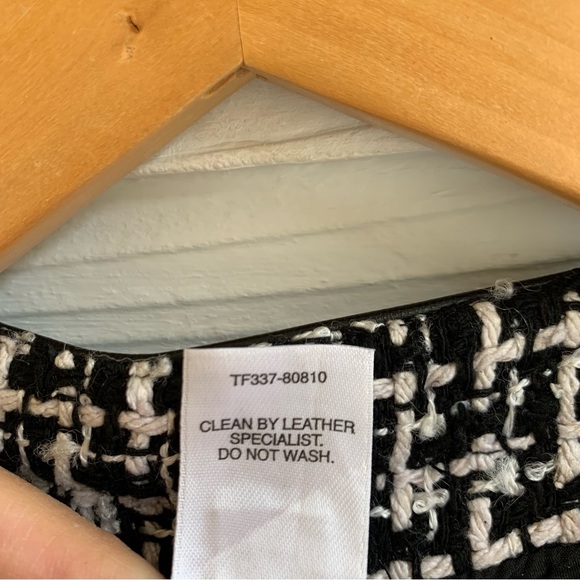 TF337-80810
CLEAN BY LEATHER
SPECIALIST.
DO NOT WASH.